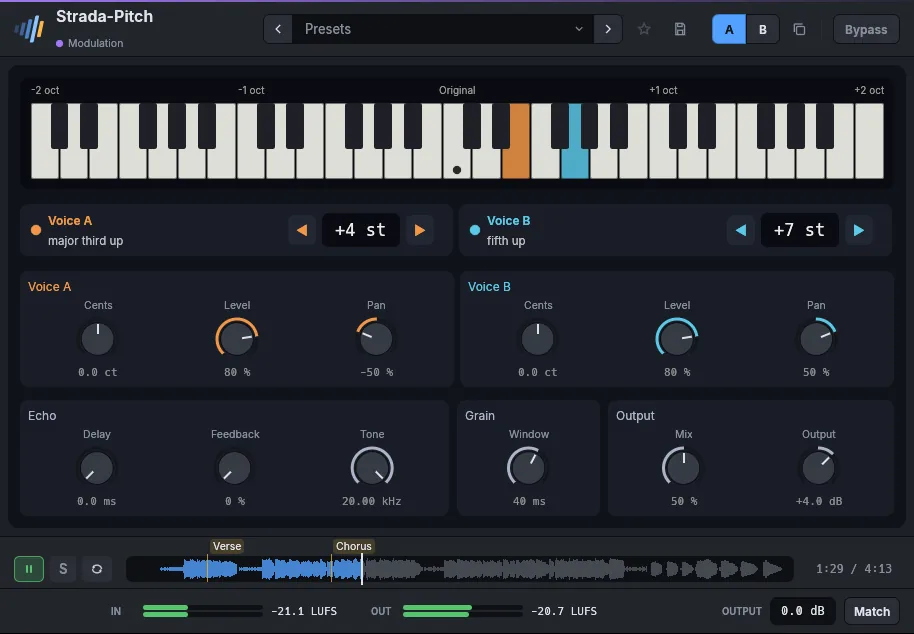 Strada-Pitch
Modulation
Presets
A
B
Bypass
-2 oct
-1 oct
Original
+1 oct
+2 oct
Voice A
major third up
+4 st
Voice B
fifth up
+7 st
Voice A
Cents
Level
Pan
0.0 ct
80 %
-50 %
Voice B
Cents
Level
Pan
0.0 ct
80 %
50 %
Echo
Delay
Feedback
Tone
0.0 ms
0 %
20.00 kHz
Grain
Window
40 ms
Output
Mix
Output
50 %
+4.0 dB
Verse
Chorus
S
1:29 / 4:13
IN
-21.1 LUFS
OUT
-20.7 LUFS
OUTPUT
0.0 dB
Match